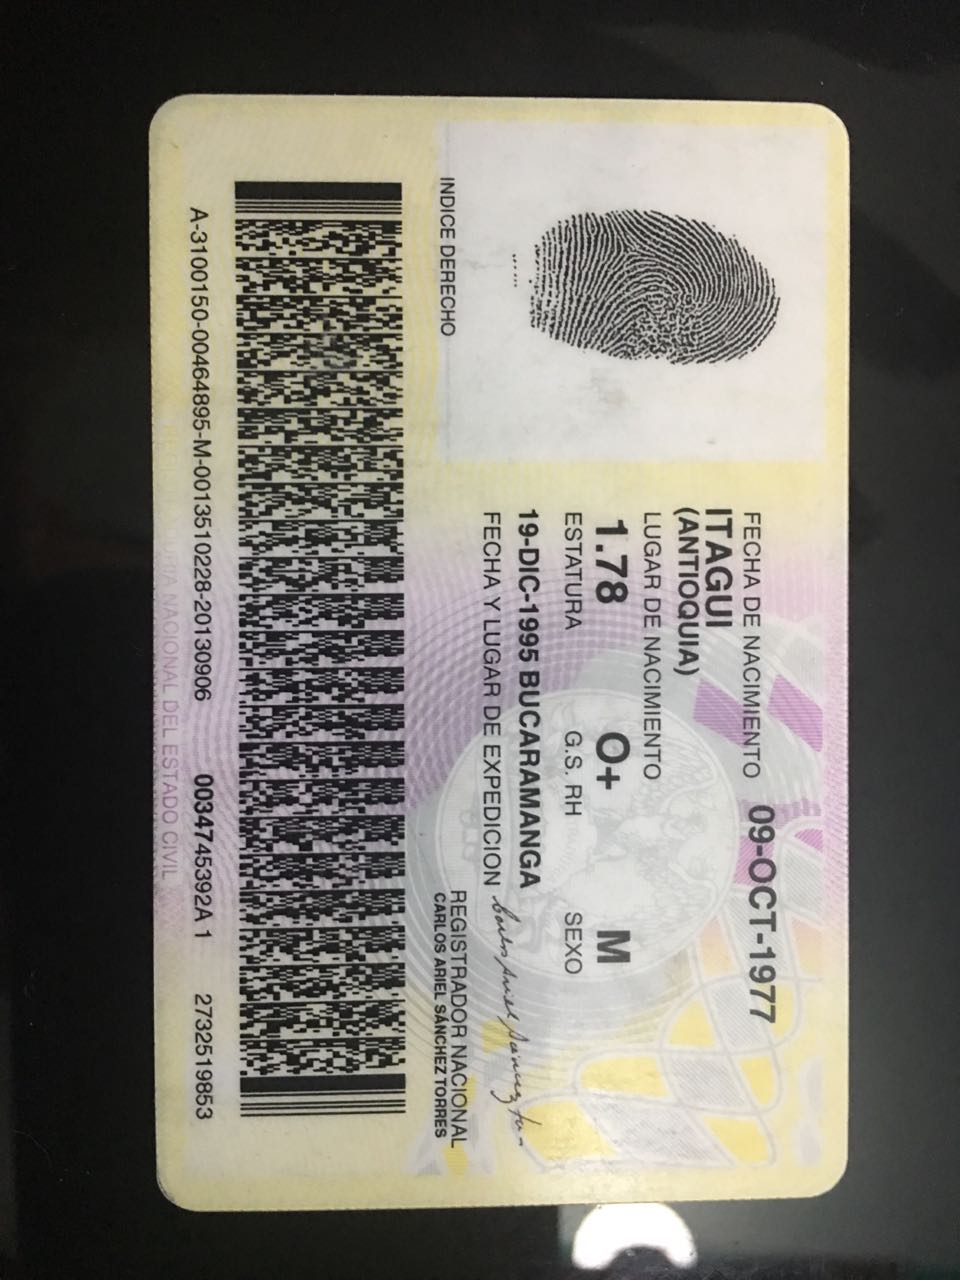 FECHA DE NACIMIENTO 09-OCT-1977
ITAGUI
(ANTIOQUIA)
LUGAR DE NACIMIENTO
1.78 O+ M
ESTATURA G.S. RH SEXO
19-DIC-1995 BUCARAMANGA
FECHA Y LUGAR DE EXPEDICION
Carlos Ariel Sánchez
REGISTRADOR NACIONAL
CARLOS ARIEL SÁNCHEZ TORRES
INDICE DERECHO
A-3100150-00464895-M-0013510228-20130906 0034745392A 1 2732519853
REGISTRADURIA NACIONAL DEL ESTADO CIVIL